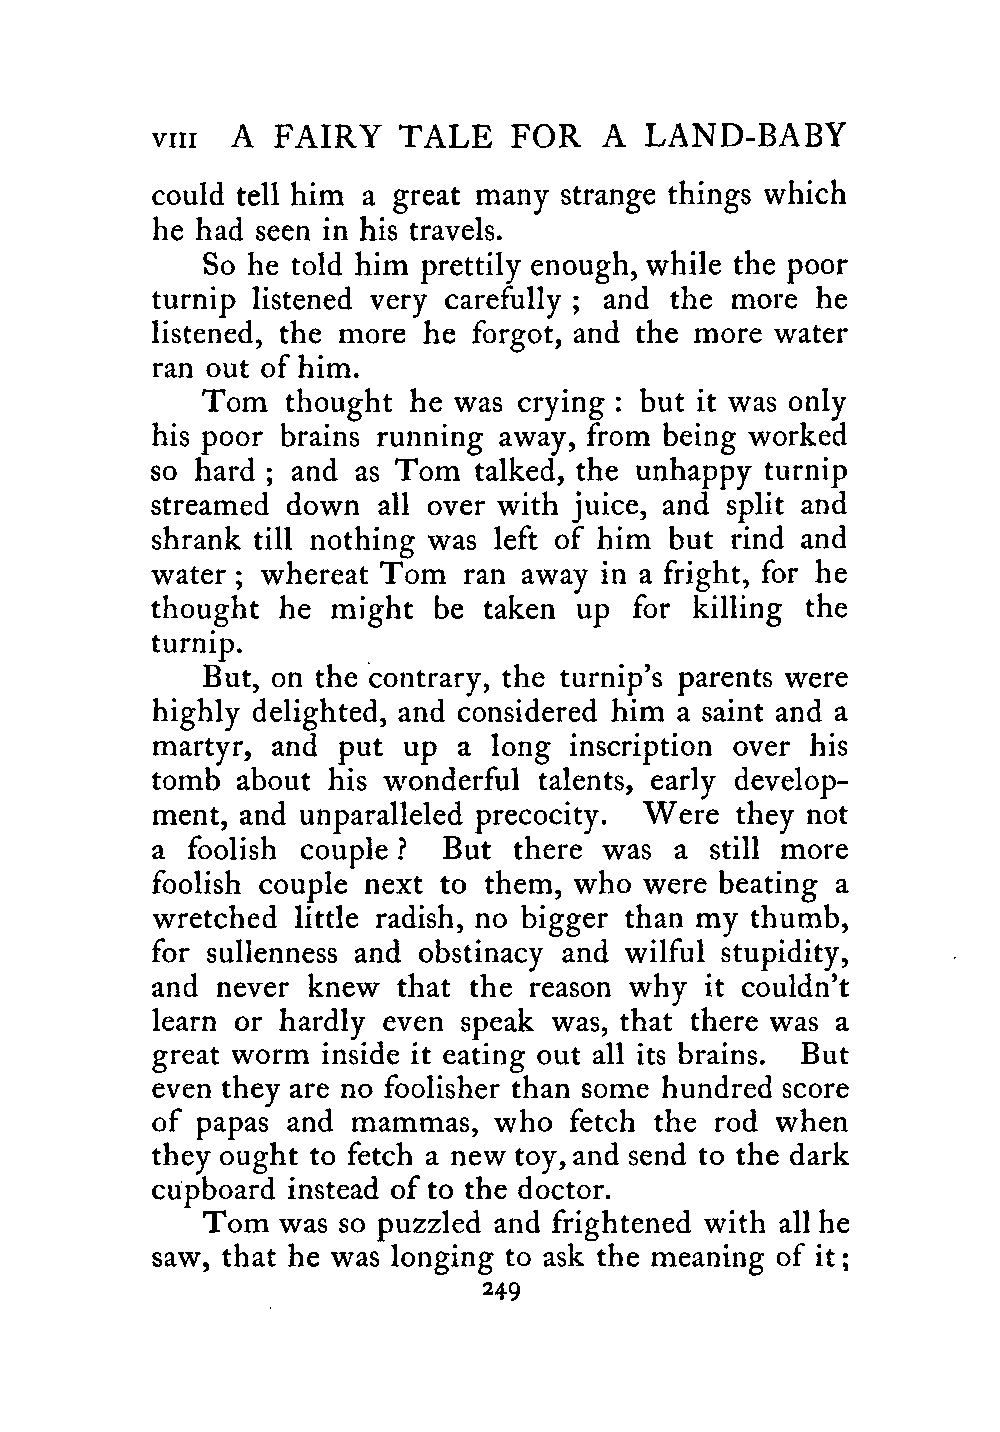 VIII A FAIRY TALE FOR A LAND-BABY
could tell him a great many strange things which
he had seen in his travels.
So he told him prettily enough, while the poor
turnip listened very carefully ; and the more he
listened, the more he forgot, and the more water
ran out of him.
Tom thought he was crying : but it was only
his poor brains running away, from being worked
so hard ; and as Tom talked, the unhappy turnip
streamed down all over with juice, and split and
shrank till nothing was left of him but rind and
water ; whereat Tom ran away in a fright, for he
thought he might be taken up for killing the
turnip.
But, on the contrary, the turnip's parents were
highly delighted, and considered him a saint and a
martyr, and put up a long inscription over his
tomb about his wonderful talents, early develop-
ment, and unparalleled precocity. Were they not
a foolish couple ? But there was a still more
foolish couple next to them, who were beating a
wretched little radish, no bigger than my thumb,
for sullenness and obstinacy and wilful stupidity,
and never knew that the reason why it couldn't
learn or hardly even speak was, that there was a
great worm inside it eating out all its brains. But
even they are no foolisher than some hundred score
of papas and mammas, who fetch the rod when
they ought to fetch a new toy, and send to the dark
cupboard instead of to the doctor.
Tom was so puzzled and frightened with all he
saw, that he was longing to ask the meaning of it ;
249